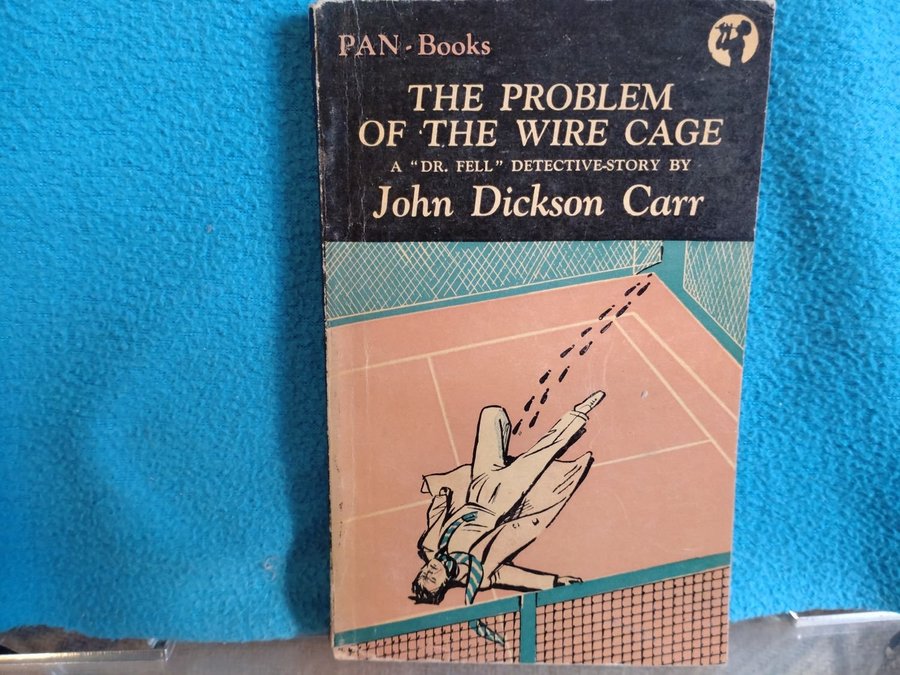 PAN-Books
THE PROBLEM
OF THE WIRE CAGE
A "DR. FELL" DETECTIVE-STORY BY
John Dickson Carr